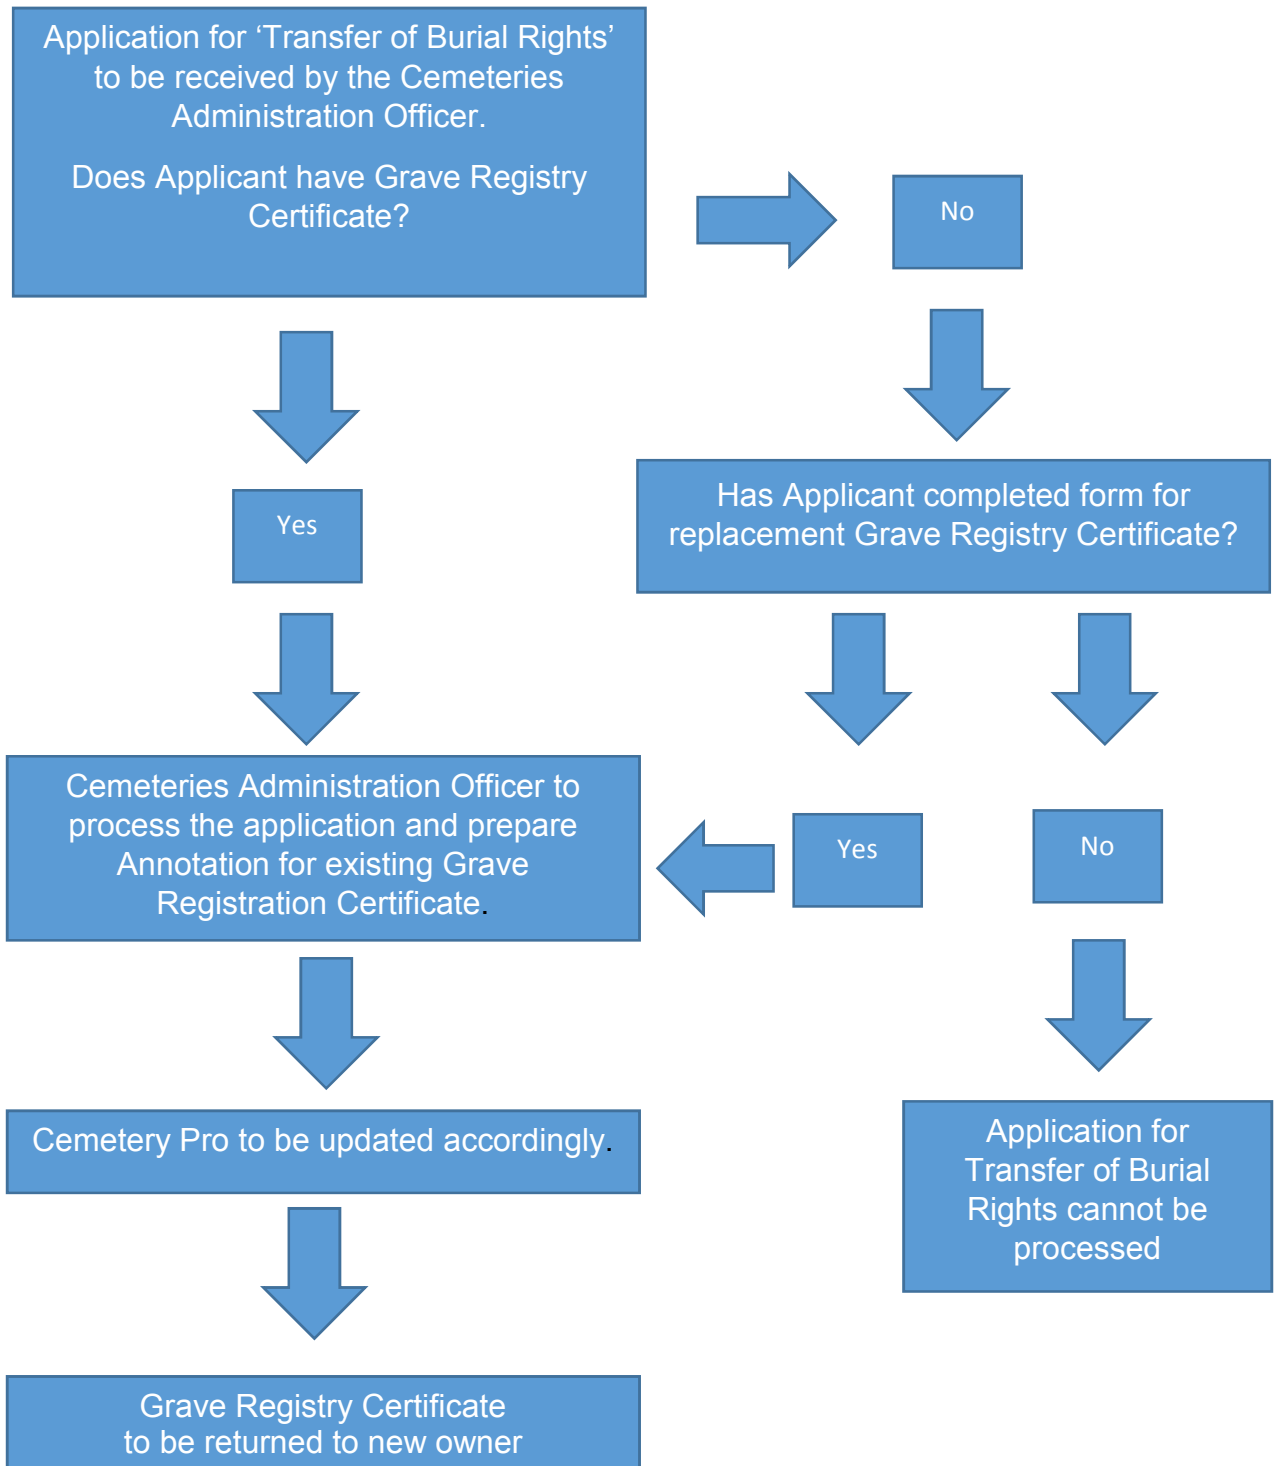 Application for ‘Transfer of Burial Rights’
to be received by the Cemeteries
Administration Officer.
Does Applicant have Grave Registry
Certificate?
No
Yes
Has Applicant completed form for
replacement Grave Registry Certificate?
Cemeteries Administration Officer to
process the application and prepare
Annotation for existing Grave
Registration Certificate.
Yes
No
Cemetery Pro to be updated accordingly.
Application for
Transfer of Burial
Rights cannot be
processed
Grave Registry Certificate
to be returned to new owner